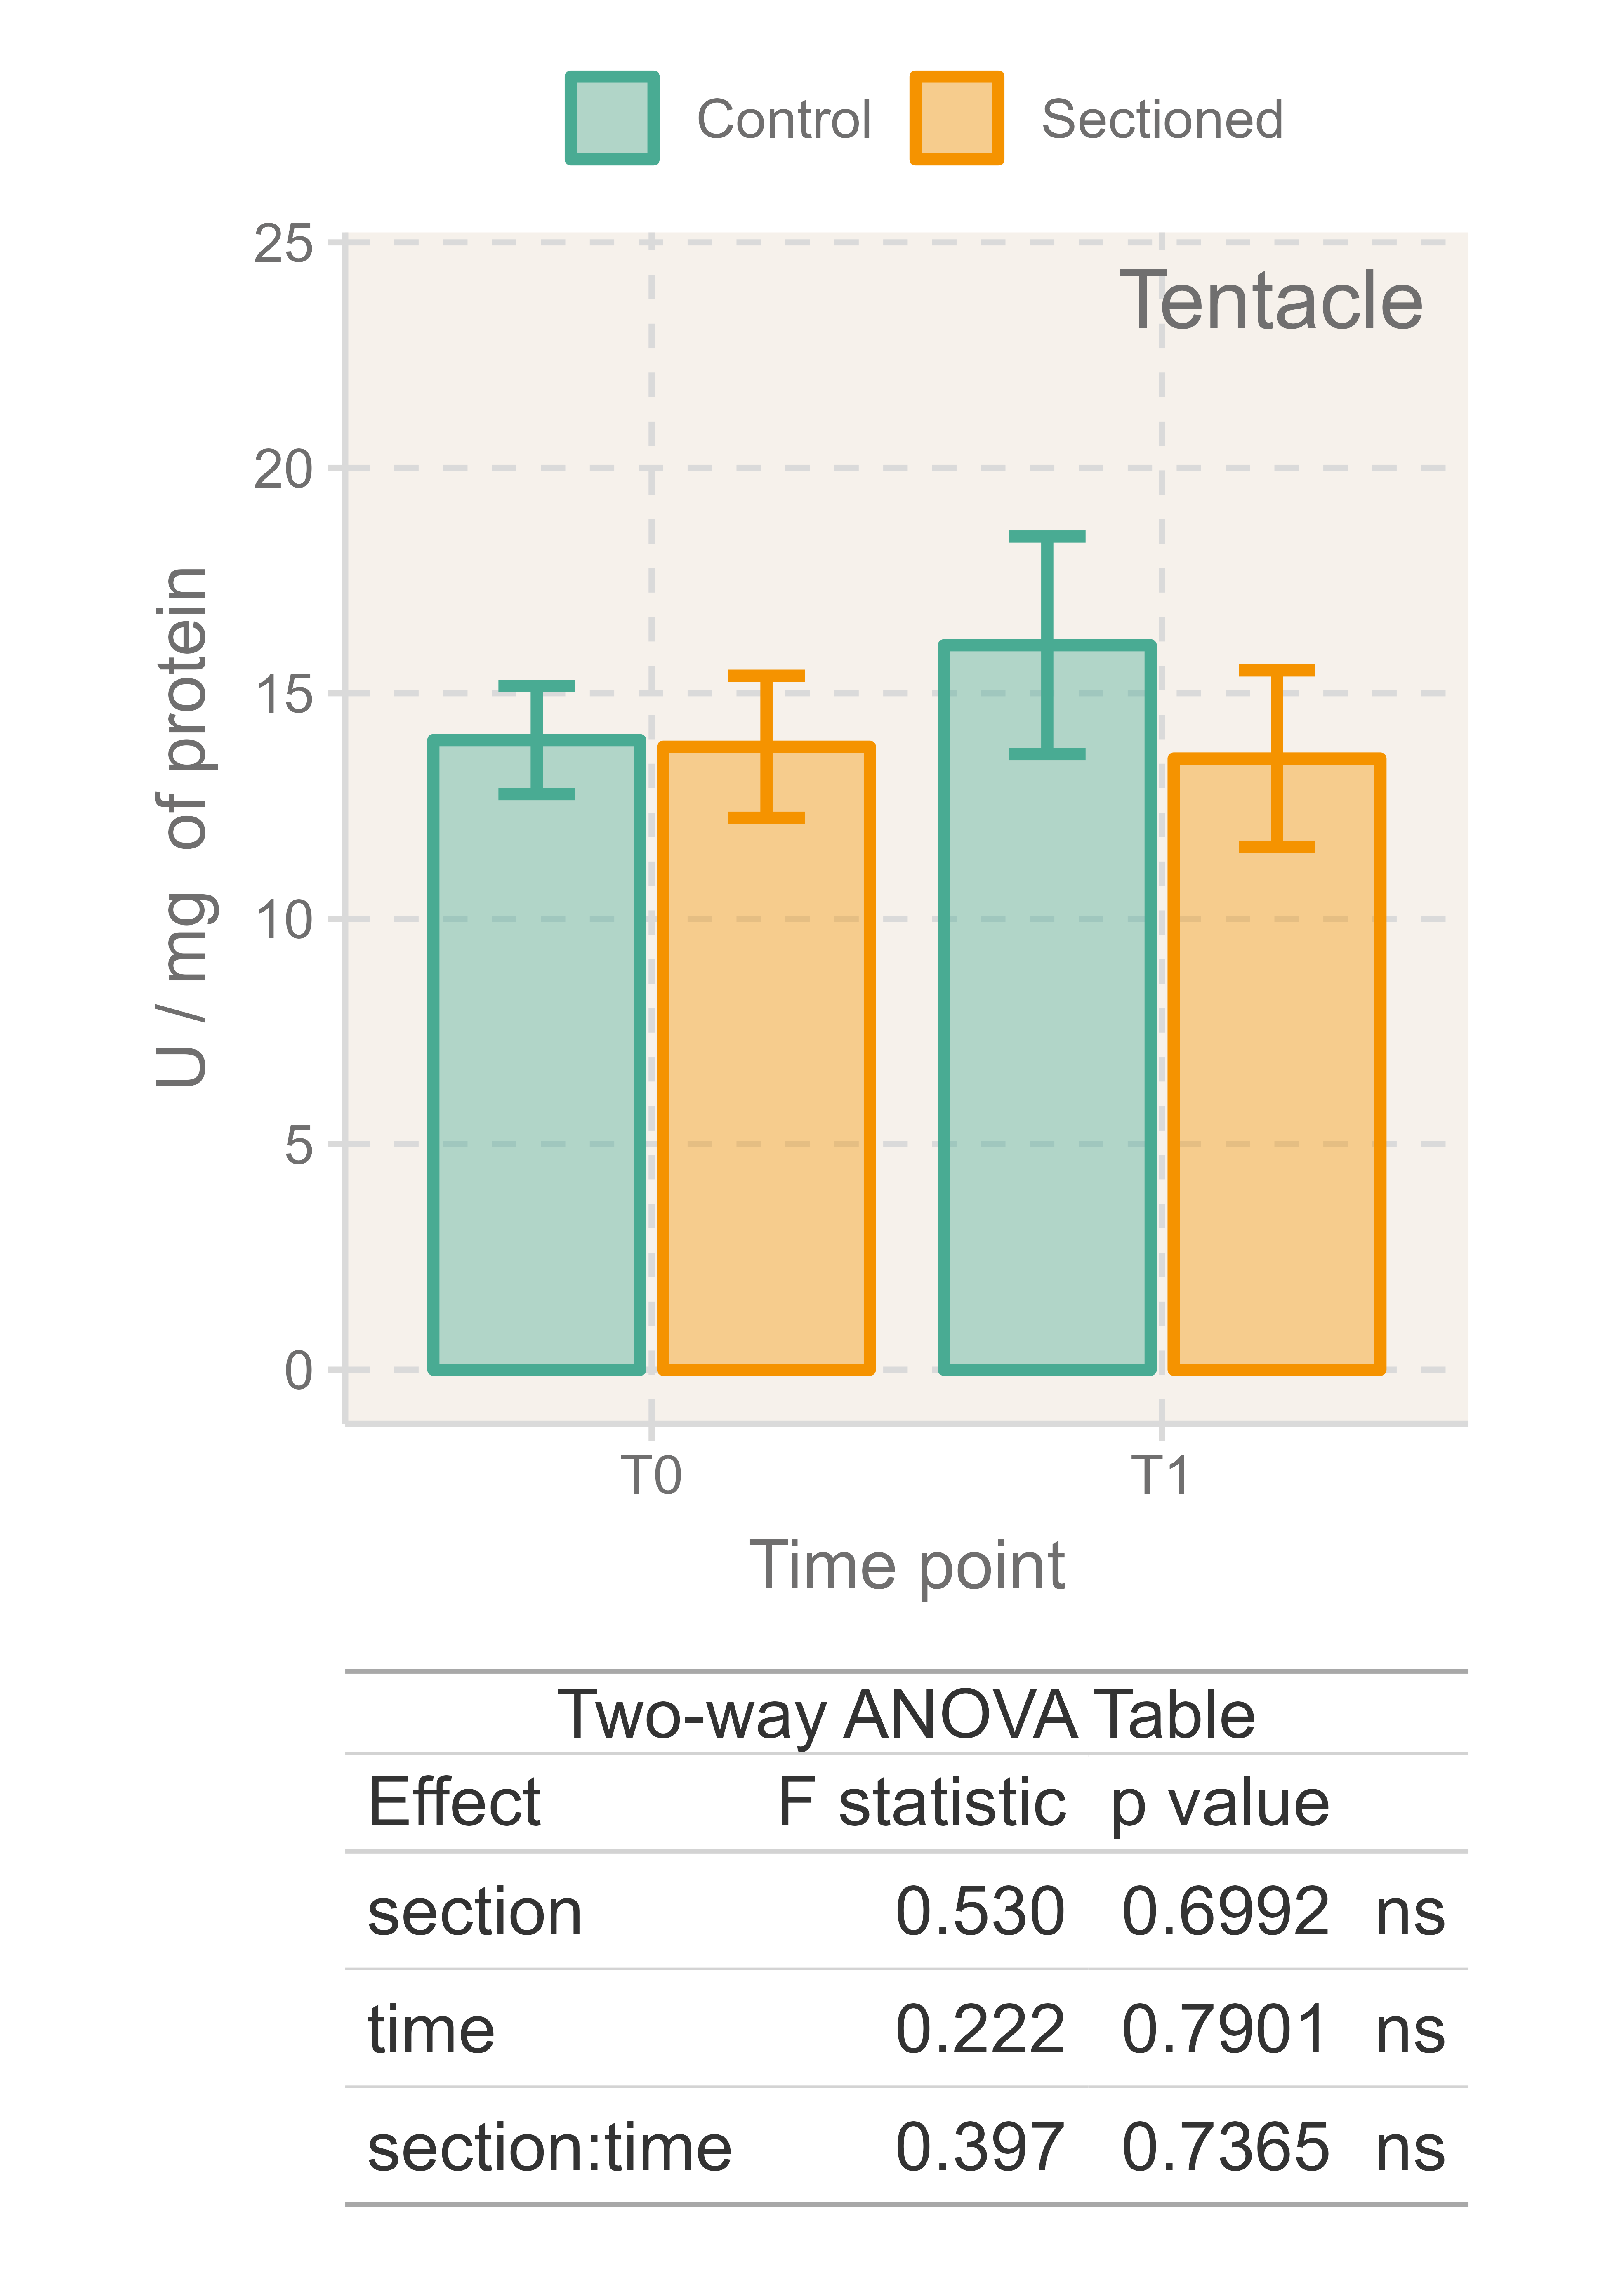 Control Sectioned
Tentacle
25
20
15
10
5
0
U / mg of protein
T0 T1
Time point
Two-way ANOVA Table
Effect F statistic p value
section 0.530 0.6992 ns
time 0.222 0.7901 ns
section:time 0.397 0.7365 ns